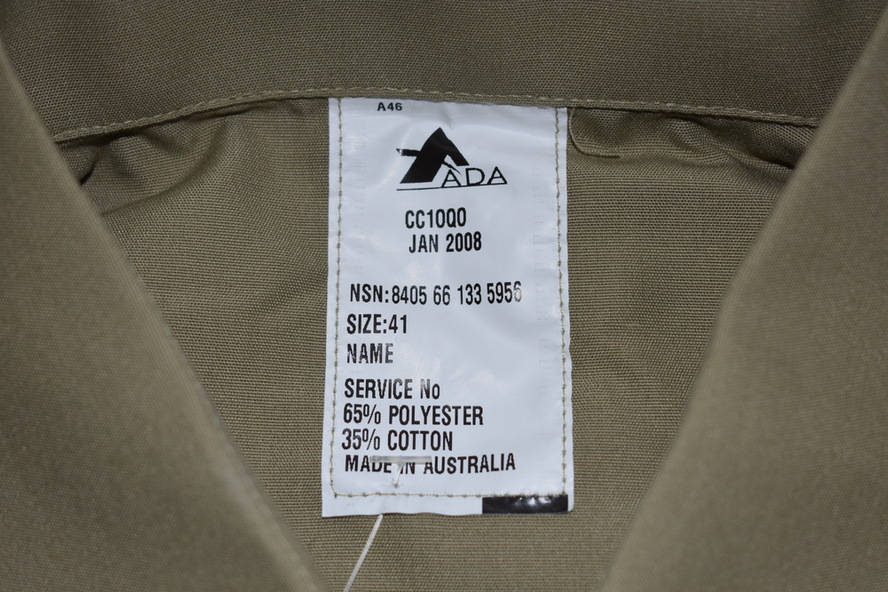 A46
ADA
CC10Q0
JAN 2008
NSN:8405 66 133 5956
SIZE:41
NAME
SERVICE No
65% POLYESTER
35% COTTON
MADE IN AUSTRALIA